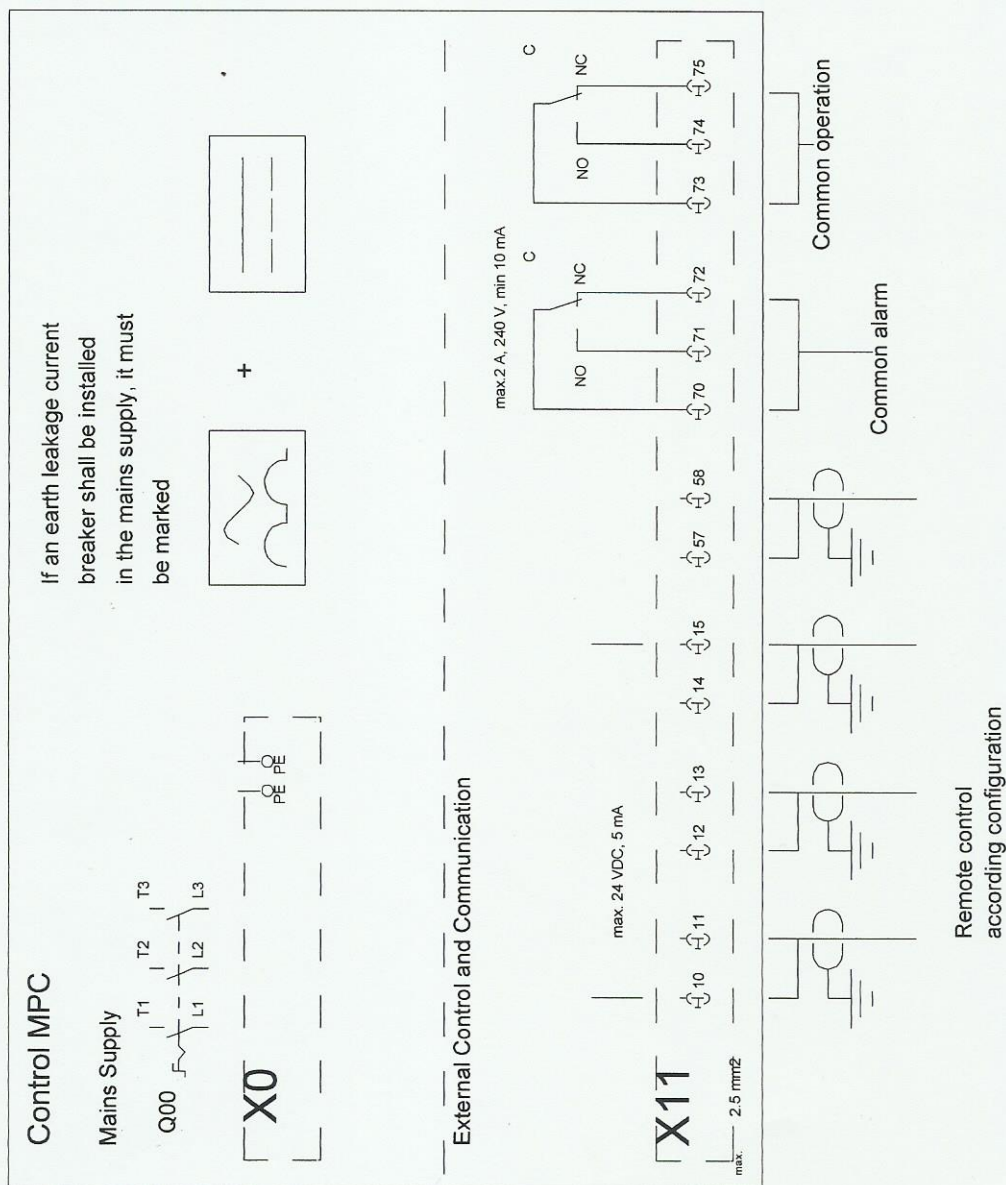 Control MPC
Mains Supply
Q00
T1 T2 T3
L1 L2 L3
X0
PE PE
If an earth leakage current
breaker shall be installed
in the mains supply, it must
be marked
+
External Control and Communication
max. 24 VDC, 5 mA
max.2 A, 240 V, min 10 mA
C
NO
NC
C
NO
NC
X11
10 11 12 13 14 15 57 58 70 71 72 73 74 75
max. 2.5 mm2
Common alarm
Common operation
Remote control
according configuration